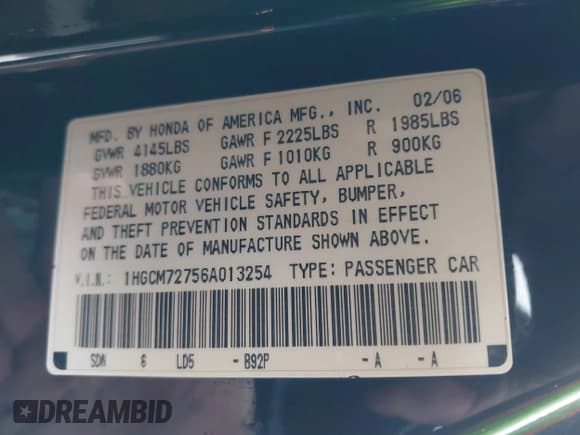 MFD. BY HONDA OF AMERICA MFG., INC. 02/06
GVWR 4145LBS GAWR F 2225LBS R 1985LBS
GVWR 1880KG GAWR F 1010KG R 900KG
THIS VEHICLE CONFORMS TO ALL APPLICABLE
FEDERAL MOTOR VEHICLE SAFETY, BUMPER,
AND THEFT PREVENTION STANDARDS IN EFFECT
ON THE DATE OF MANUFACTURE SHOWN ABOVE.
V.I.N.: 1HGCM72756A013254 TYPE: PASSENGER CAR
SDN 6 LD5 -B92P -A -A
DREAMBID